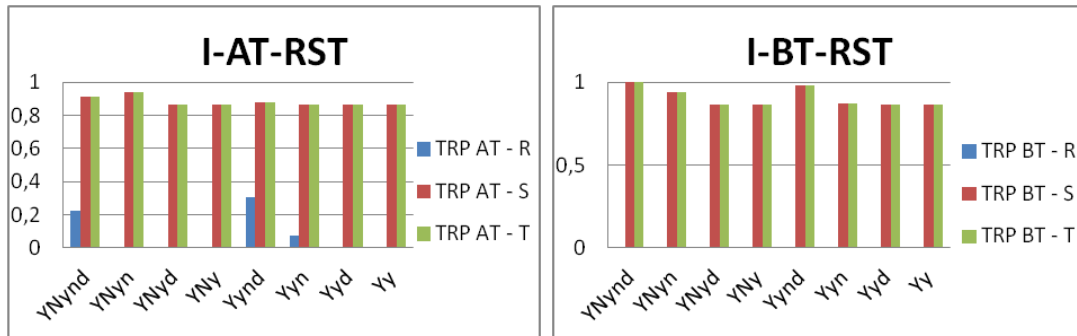 I-AT-RST
1
0,8
0,6
0,4
0,2
0
YNynd
YNyn
YNyd
YNy
Yynd
Yyn
Yyd
Yy
TRP AT - R
TRP AT - S
TRP AT - T
I-BT-RST
1
0,5
0
YNynd
YNyn
YNyd
YNy
Yynd
Yyn
Yyd
Yy
TRP BT - R
TRP BT - S
TRP BT - T